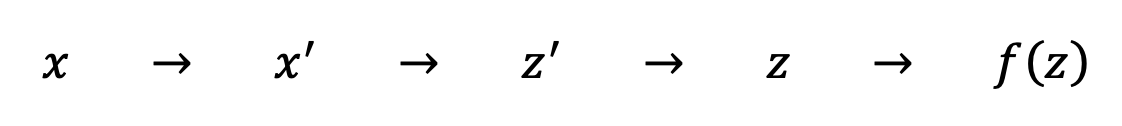 x → x′ → z′ → z → f(z)